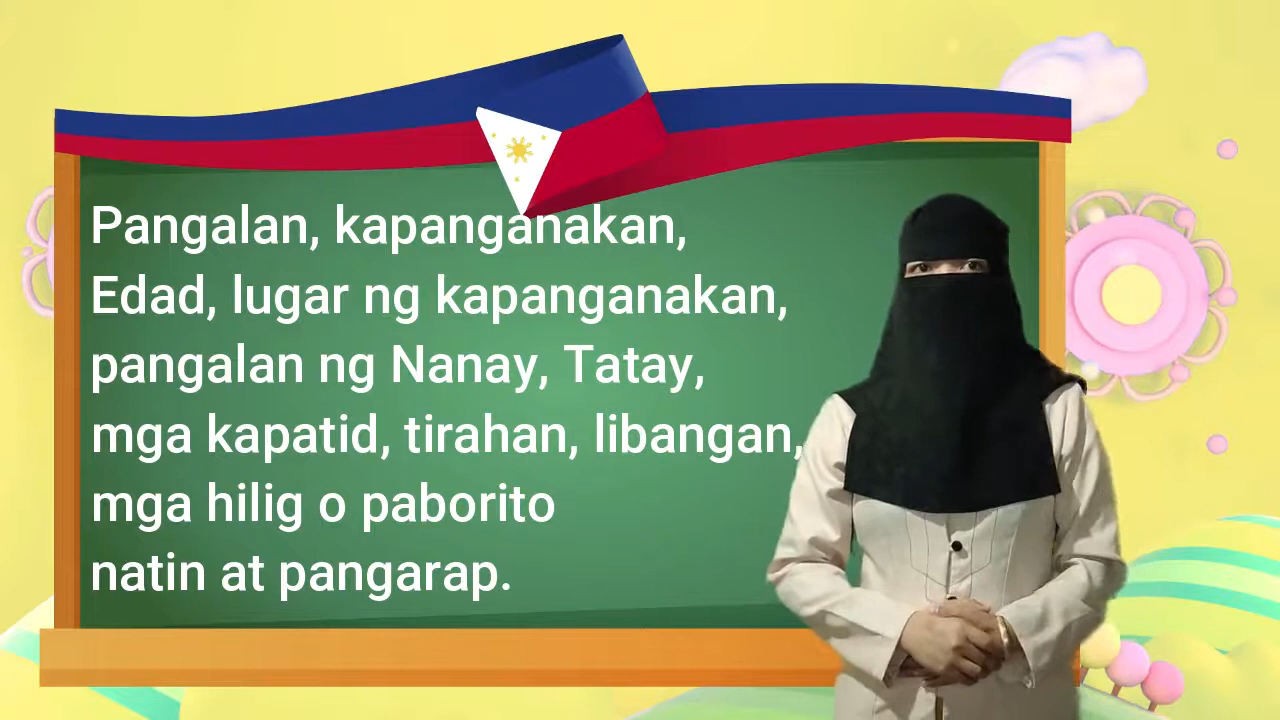 Pangalan, kapanganakan,
Edad, lugar ng kapanganakan,
pangalan ng Nanay, Tatay,
mga kapatid, tirahan, libangan,
mga hilig o paborito
natin at pangarap.